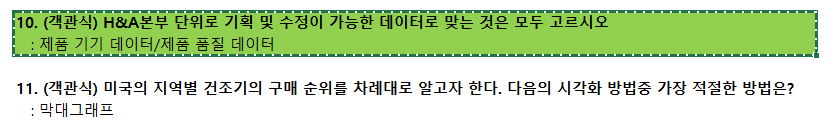 10. (객관식) H&A본부 단위로 기획 및 수정이 가능한 데이터로 맞는 것은 모두 고르시오
: 제품 기기 데이터/제품 품질 데이터
11. (객관식) 미국의 지역별 건조기의 구매 순위를 차례대로 알고자 한다. 다음의 시각화 방법중 가장 적절한 방법은?
: 막대그래프